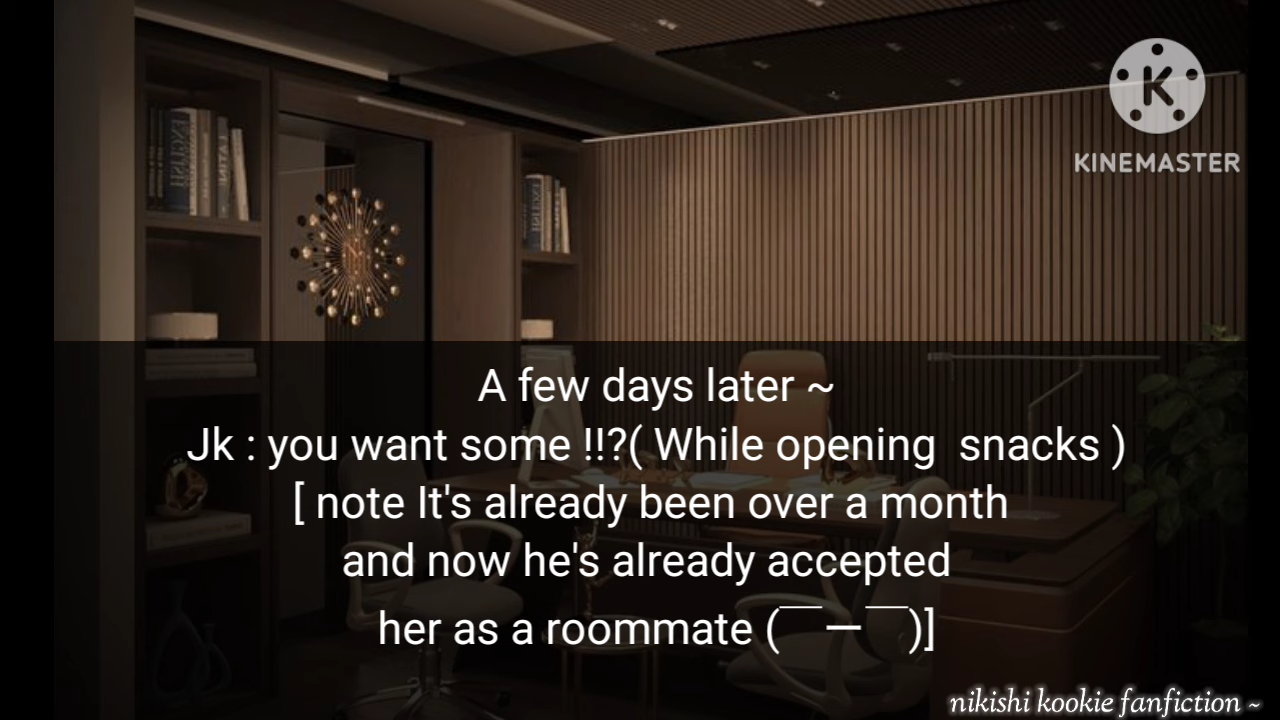 KINEMASTER
A few days later ~
Jk : you want some !!?( While opening  snacks )
[ note It's already been over a month
and now he's already accepted
her as a roommate (￣ー￣)]
nikishi kookie fanfiction ~